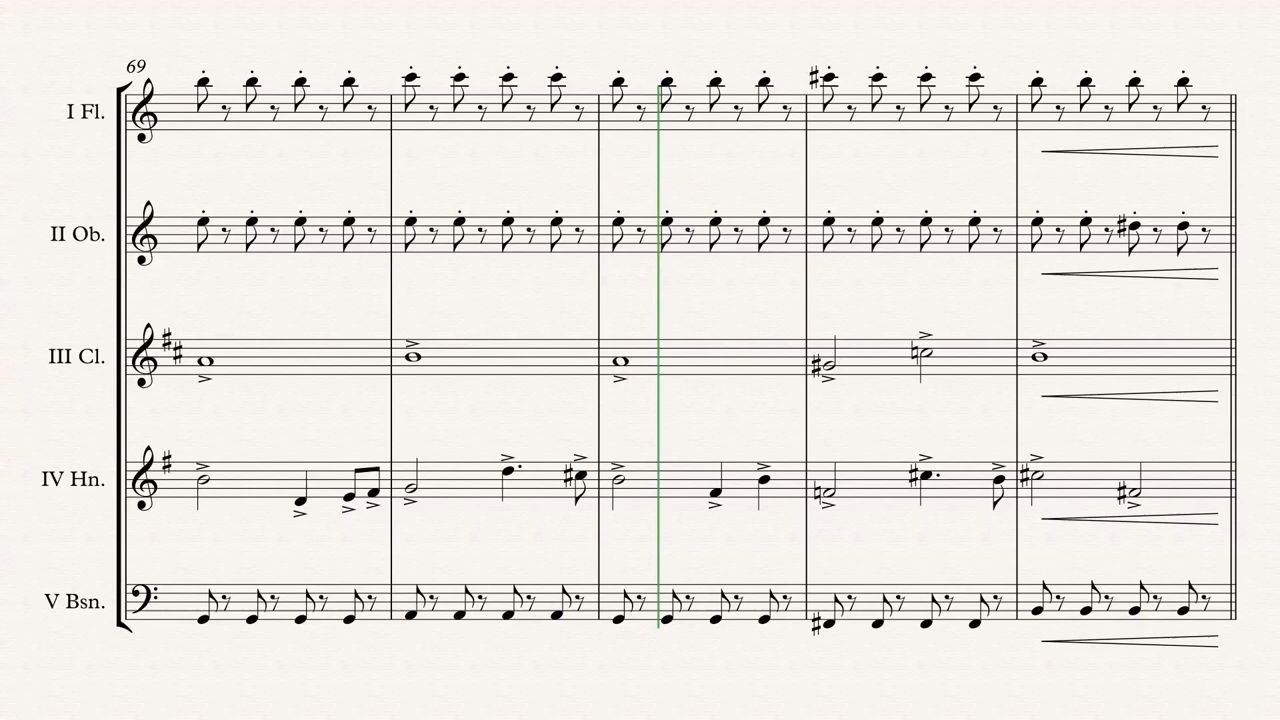 69
I Fl.
II Ob.
III Cl.
IV Hn.
V Bsn.